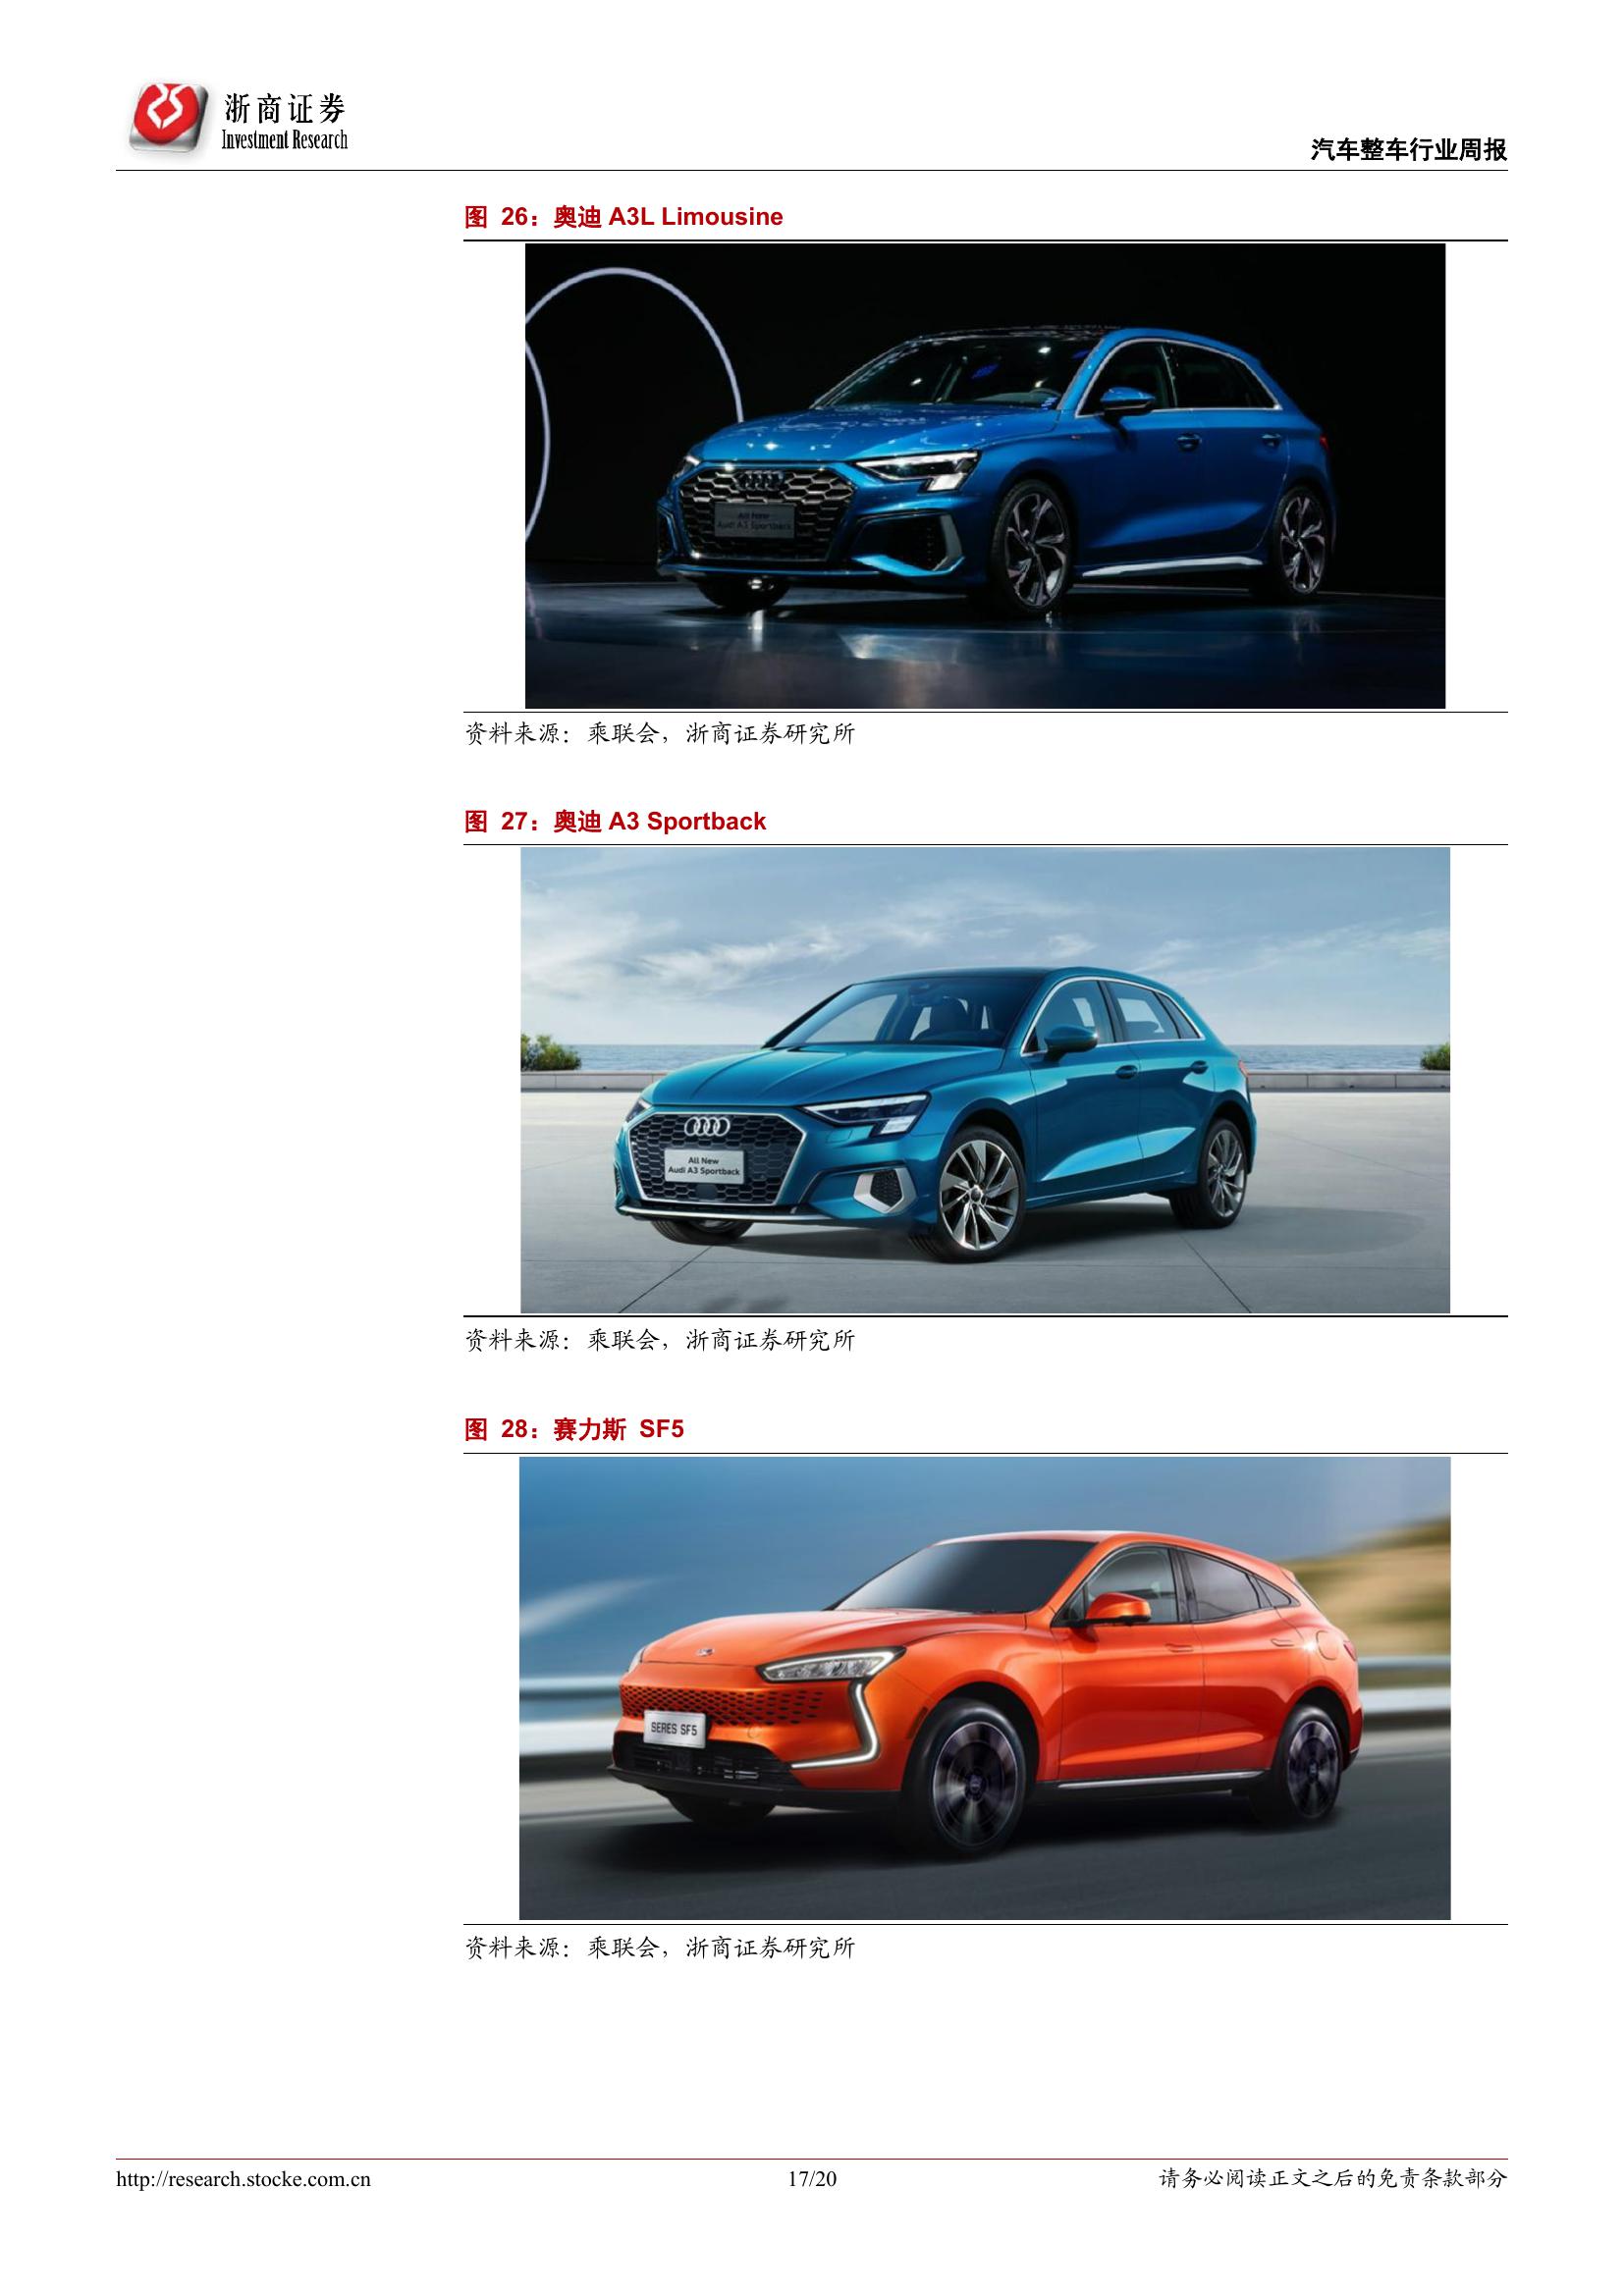 浙商证券
Investment Research
汽车整车行业周报
图 26：奥迪 A3L Limousine
All New
Audi A3 Sportback
资料来源：乘联会，浙商证券研究所
图 27：奥迪 A3 Sportback
All New
Audi A3 Sportback
资料来源：乘联会，浙商证券研究所
图 28：赛力斯 SF5
SERES SF5
资料来源：乘联会，浙商证券研究所
http://research.stocke.com.cn
17/20
请务必阅读正文之后的免责条款部分